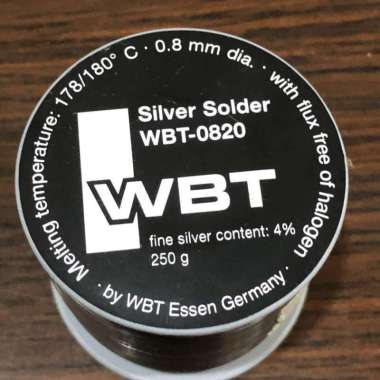 Melting temperature: 178/180° C · 0.8 mm dia. · with flux free of halogen ·
Silver Solder
WBT-0820
WBT
fine silver content: 4%
250 g
· by WBT Essen Germany ·